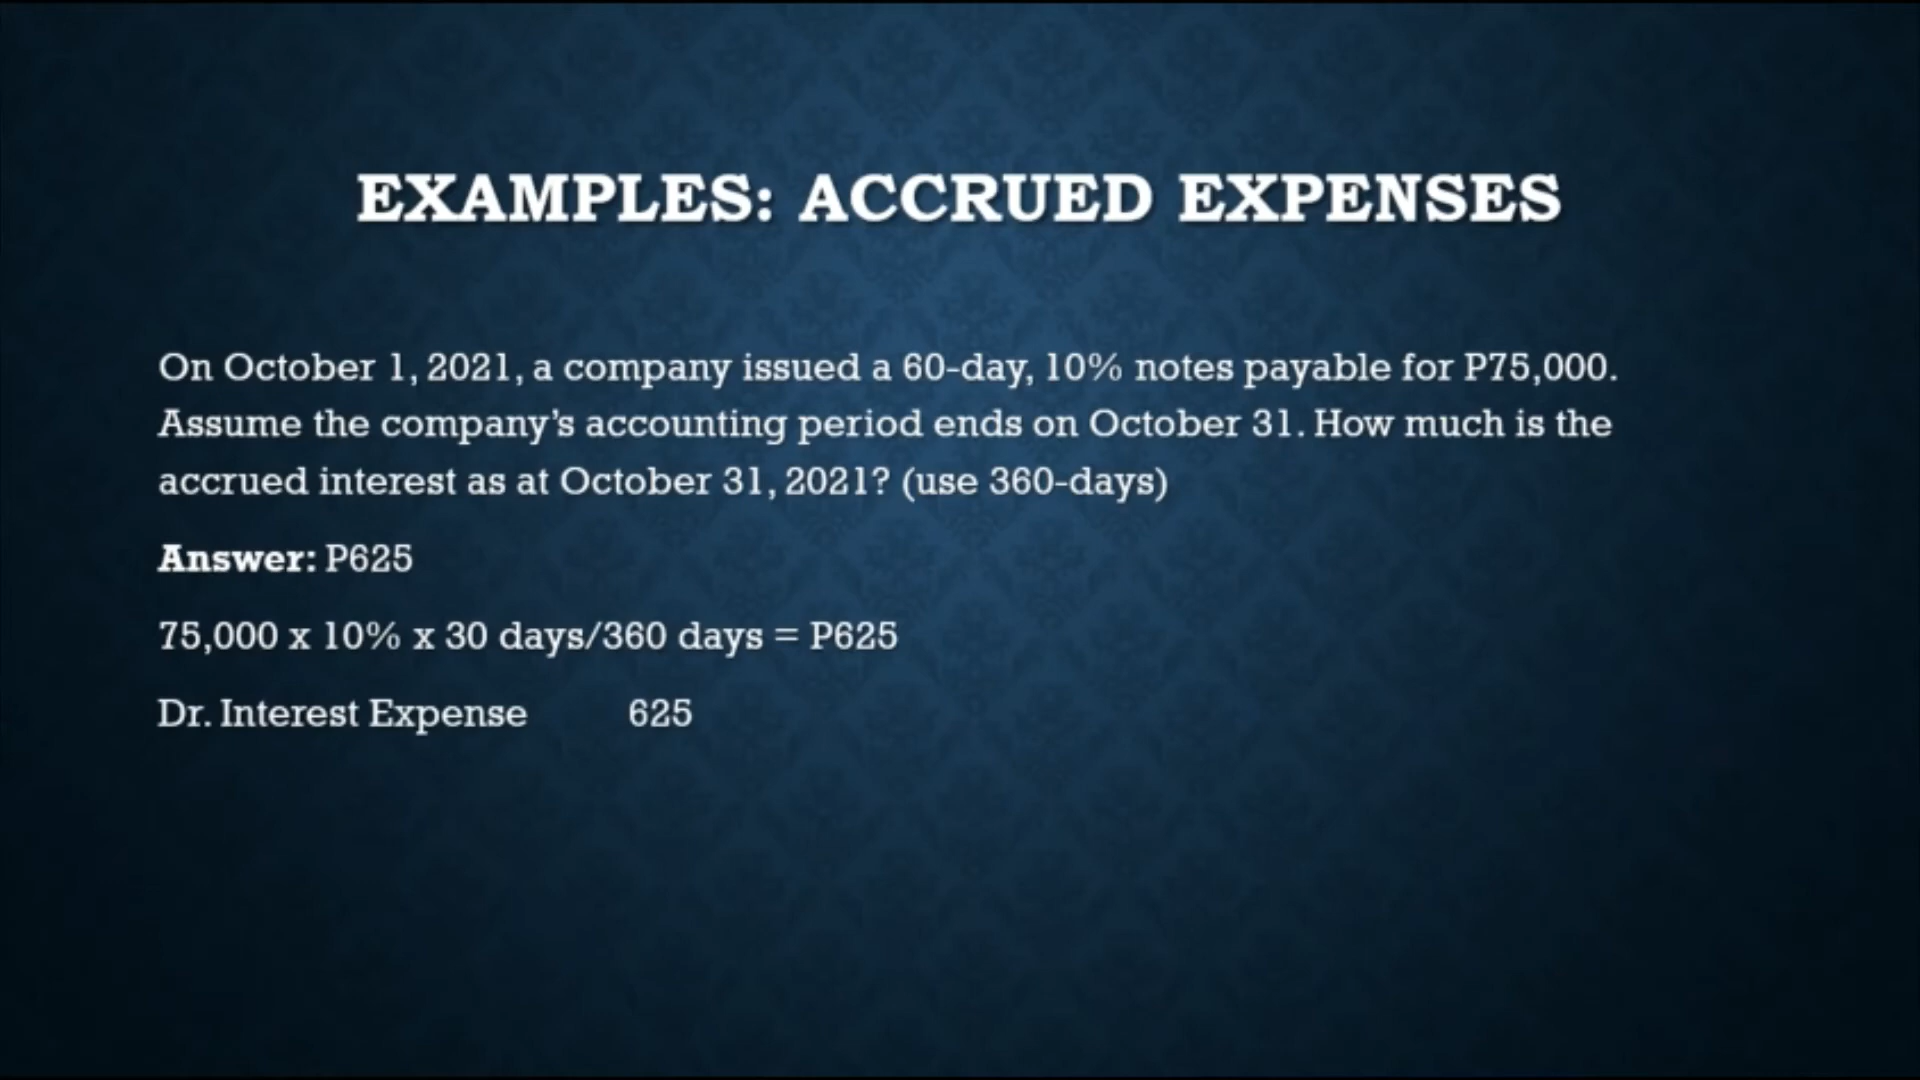 EXAMPLES: ACCRUED EXPENSES
On October 1, 2021, a company issued a 60-day, 10% notes payable for P75,000.
Assume the company’s accounting period ends on October 31. How much is the
accrued interest as at October 31, 2021? (use 360-days)
Answer: P625
75,000 x 10% x 30 days/360 days = P625
Dr. Interest Expense 625